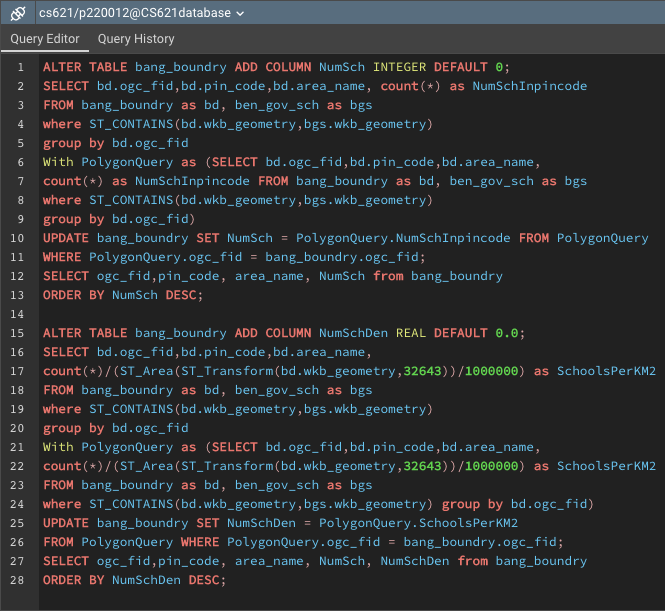 cs621/p220012@CS621database
Query Editor Query History
1 ALTER TABLE bang_boundry ADD COLUMN NumSch INTEGER DEFAULT 0;
2 SELECT bd.ogc_fid,bd.pin_code,bd.area_name, count(*) as NumSchInpincode
3 FROM bang_boundry as bd, ben_gov_sch as bgs
4 where ST_CONTAINS(bd.wkb_geometry,bgs.wkb_geometry)
5 group by bd.ogc_fid
6 With PolygonQuery as (SELECT bd.ogc_fid,bd.pin_code,bd.area_name,
7 count(*) as NumSchInpincode FROM bang_boundry as bd, ben_gov_sch as bgs
8 where ST_CONTAINS(bd.wkb_geometry,bgs.wkb_geometry)
9 group by bd.ogc_fid)
10 UPDATE bang_boundry SET NumSch = PolygonQuery.NumSchInpincode FROM PolygonQuery
11 WHERE PolygonQuery.ogc_fid = bang_boundry.ogc_fid;
12 SELECT ogc_fid,pin_code, area_name, NumSch from bang_boundry
13 ORDER BY NumSch DESC;
14
15 ALTER TABLE bang_boundry ADD COLUMN NumSchDen REAL DEFAULT 0.0;
16 SELECT bd.ogc_fid,bd.pin_code,bd.area_name,
17 count(*)/(ST_Area(ST_Transform(bd.wkb_geometry,32643))/1000000) as SchoolsPerKM2
18 FROM bang_boundry as bd, ben_gov_sch as bgs
19 where ST_CONTAINS(bd.wkb_geometry,bgs.wkb_geometry)
20 group by bd.ogc_fid
21 With PolygonQuery as (SELECT bd.ogc_fid,bd.pin_code,bd.area_name,
22 count(*)/(ST_Area(ST_Transform(bd.wkb_geometry,32643))/1000000) as SchoolsPerKM2
23 FROM bang_boundry as bd, ben_gov_sch as bgs
24 where ST_CONTAINS(bd.wkb_geometry,bgs.wkb_geometry) group by bd.ogc_fid)
25 UPDATE bang_boundry SET NumSchDen = PolygonQuery.SchoolsPerKM2
26 FROM PolygonQuery WHERE PolygonQuery.ogc_fid = bang_boundry.ogc_fid;
27 SELECT ogc_fid,pin_code, area_name, NumSch, NumSchDen from bang_boundry
28 ORDER BY NumSchDen DESC;